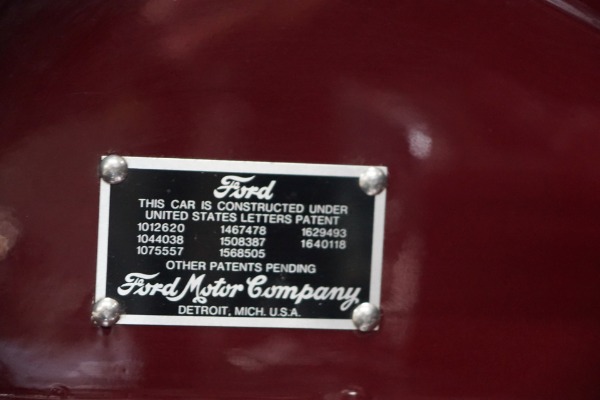 Ford
THIS CAR IS CONSTRUCTED UNDER
UNITED STATES LETTERS PATENT
1012620 1467478 1629493
1044038 1508387 1640118
1075557 1568505
OTHER PATENTS PENDING
Ford Motor Company
DETROIT, MICH. U.S.A.